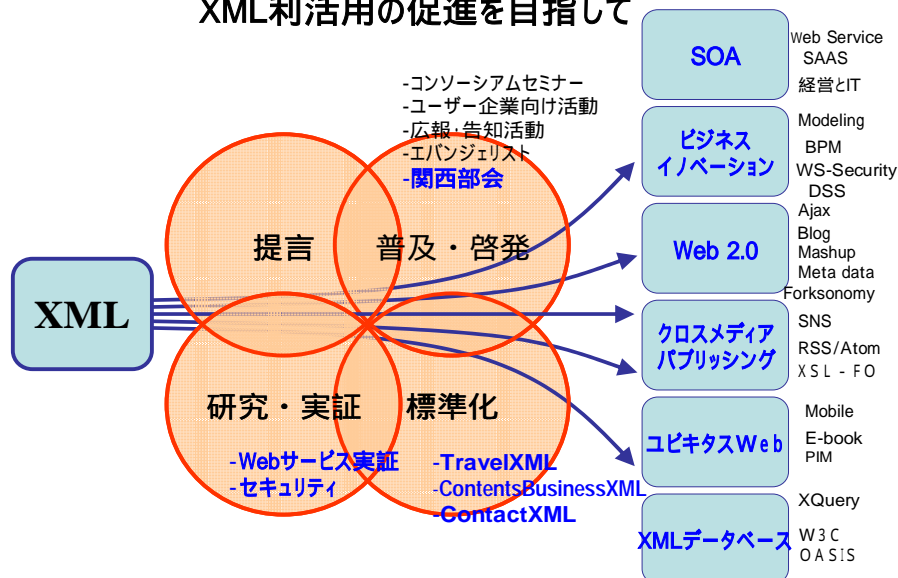 XML利活用の促進を目指して
-コンソーシアムセミナー
-ユーザー企業向け活動
-広報・告知活動
-エバンジェリスト
-関西部会
提言
普及・啓発
XML
研究・実証
標準化
-Webサービス実証
-セキュリティ
-TravelXML
-ContentsBusinessXML
-ContactXML
SOA
Web Service
SAAS
経営とIT
ビジネス
イノベーション
Modeling
BPM
WS-Security
DSS
Web 2.0
Ajax
Blog
Mashup
Meta data
Forksonomy
クロスメディア
パブリッシング
SNS
RSS/Atom
XSL-FO
ユビキタスWeb
Mobile
E-book
PIM
XMLデータベース
XQuery
W3C
OASIS